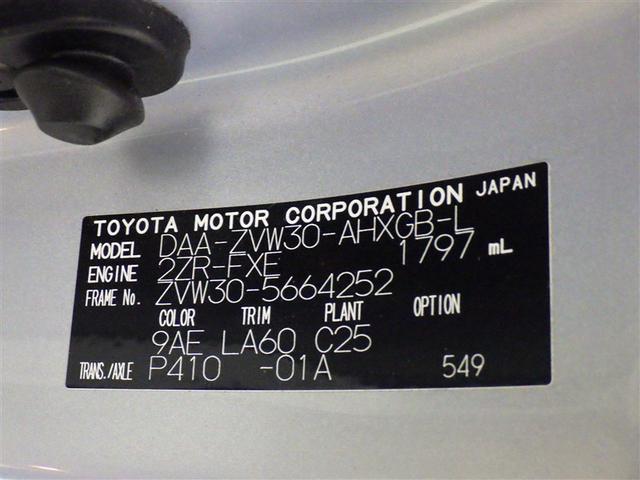 TOYOTA MOTOR CORPORATION JAPAN
MODEL DAA-ZVW30-AHXGB-L
ENGINE 2ZR-FXE 1797 mL
FRAME No. ZVW30-5664252
COLOR TRIM PLANT OPTION
9AE LA60 C25
TRANS./AXLE P410 -01A 549